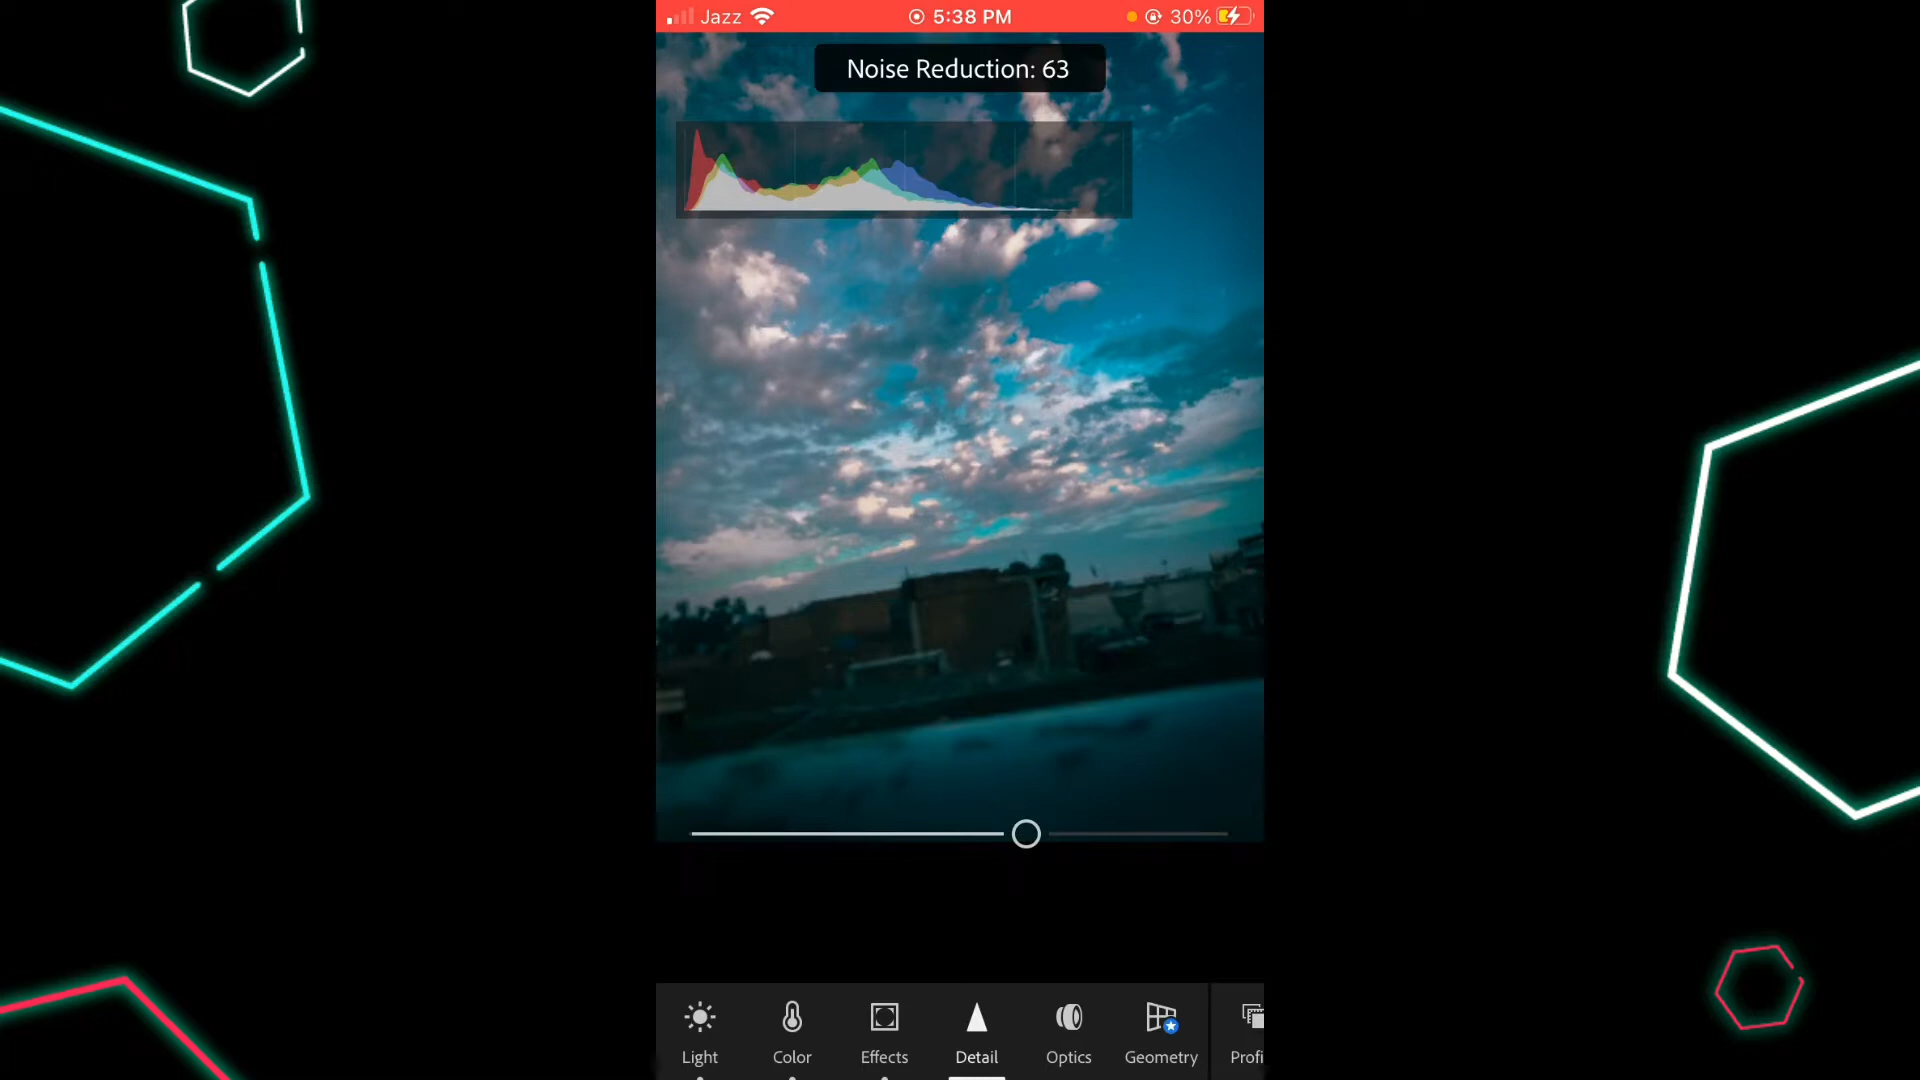 Jazz 5:38 PM 30%
Noise Reduction: 63
Light Color Effects Detail Optics Geometry Profi